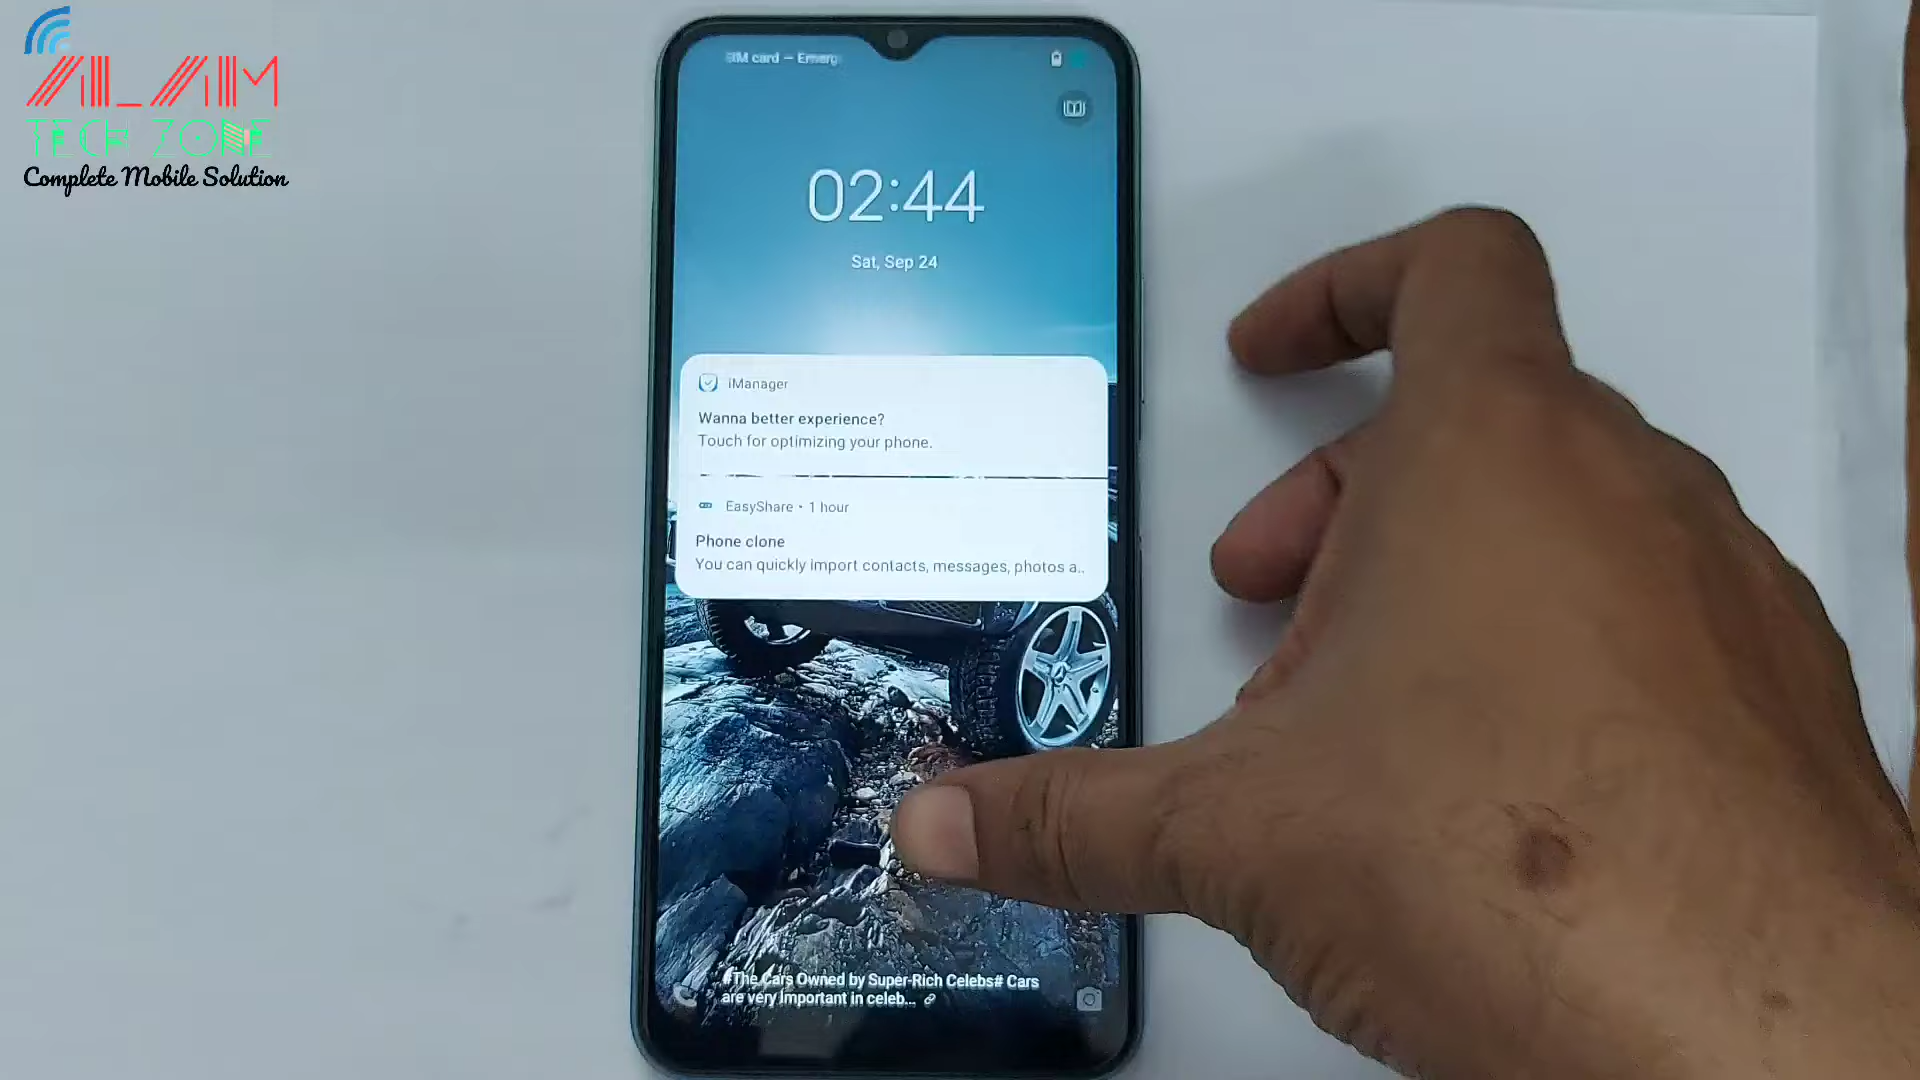 ALAM
TECH ZONE
Complete Mobile Solution
SIM card – Emerg
02:44
Sat, Sep 24
iManager
Wanna better experience?
Touch for optimizing your phone.
EasyShare • 1 hour
Phone clone
You can quickly import contacts, messages, photos a..
#The Cars Owned by Super-Rich Celebs# Cars
are very important in celeb...